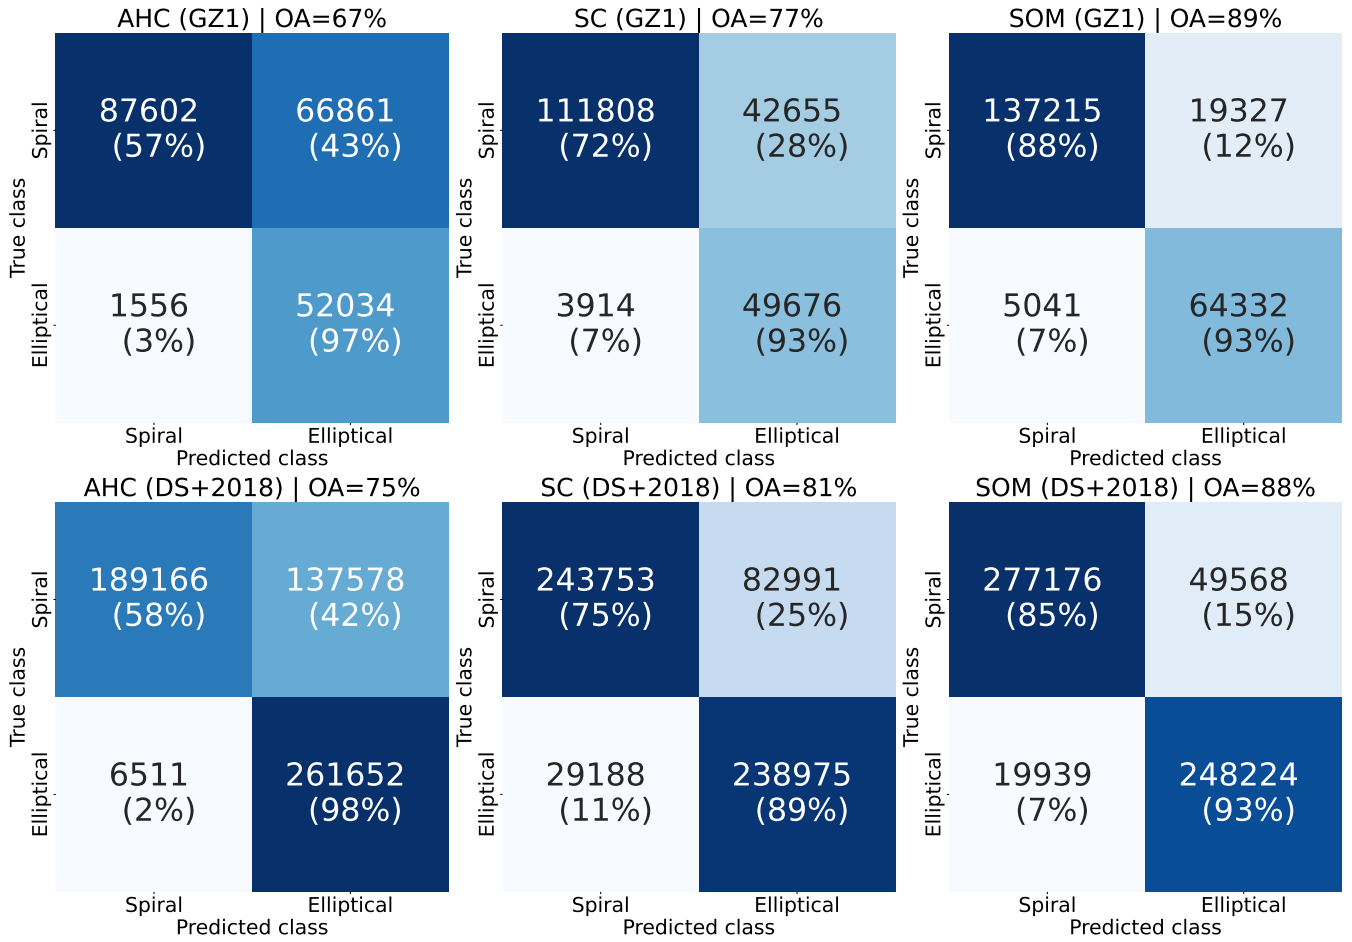 AHC (GZ1) | OA=67%
True class
Spiral
87602
(57%)
66861
(43%)
Elliptical
1556
(3%)
52034
(97%)
Spiral
Elliptical
Predicted class
SC (GZ1) | OA=77%
True class
Spiral
111808
(72%)
42655
(28%)
Elliptical
3914
(7%)
49676
(93%)
Spiral
Elliptical
Predicted class
SOM (GZ1) | OA=89%
True class
Spiral
137215
(88%)
19327
(12%)
Elliptical
5041
(7%)
64332
(93%)
Spiral
Elliptical
Predicted class
AHC (DS+2018) | OA=75%
True class
Spiral
189166
(58%)
137578
(42%)
Elliptical
6511
(2%)
261652
(98%)
Spiral
Elliptical
Predicted class
SC (DS+2018) | OA=81%
True class
Spiral
243753
(75%)
82991
(25%)
Elliptical
29188
(11%)
238975
(89%)
Spiral
Elliptical
Predicted class
SOM (DS+2018) | OA=88%
True class
Spiral
277176
(85%)
49568
(15%)
Elliptical
19939
(7%)
248224
(93%)
Spiral
Elliptical
Predicted class